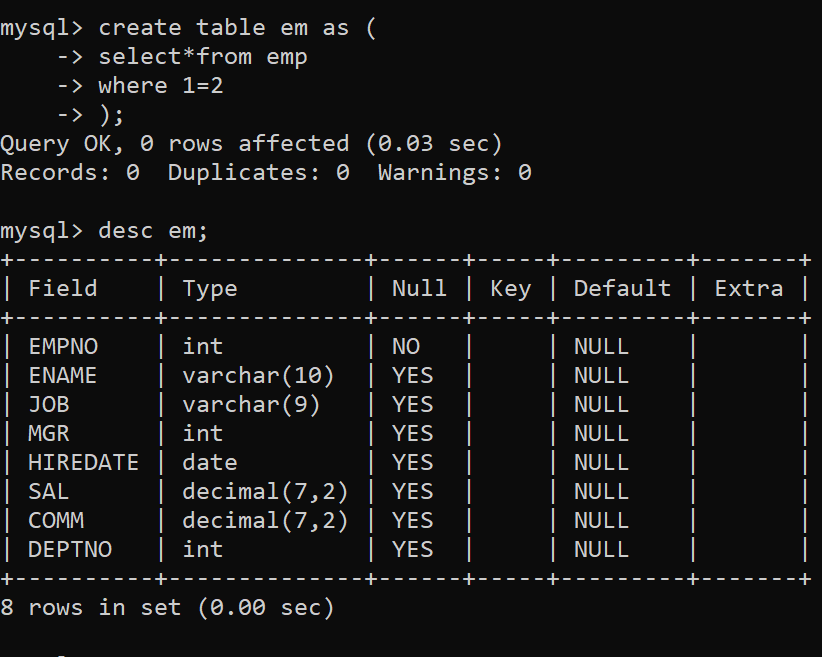 mysql> create table em as (
    -> select*from emp
    -> where 1=2
    -> );
Query OK, 0 rows affected (0.03 sec)
Records: 0  Duplicates: 0  Warnings: 0

mysql> desc em;
+----------+--------------+------+-----+---------+-------+
| Field    | Type         | Null | Key | Default | Extra |
+----------+--------------+------+-----+---------+-------+
| EMPNO    | int          | NO   |     | NULL    |       |
| ENAME    | varchar(10)  | YES  |     | NULL    |       |
| JOB      | varchar(9)   | YES  |     | NULL    |       |
| MGR      | int          | YES  |     | NULL    |       |
| HIREDATE | date         | YES  |     | NULL    |       |
| SAL      | decimal(7,2) | YES  |     | NULL    |       |
| COMM     | decimal(7,2) | YES  |     | NULL    |       |
| DEPTNO   | int          | YES  |     | NULL    |       |
+----------+--------------+------+-----+---------+-------+
8 rows in set (0.00 sec)